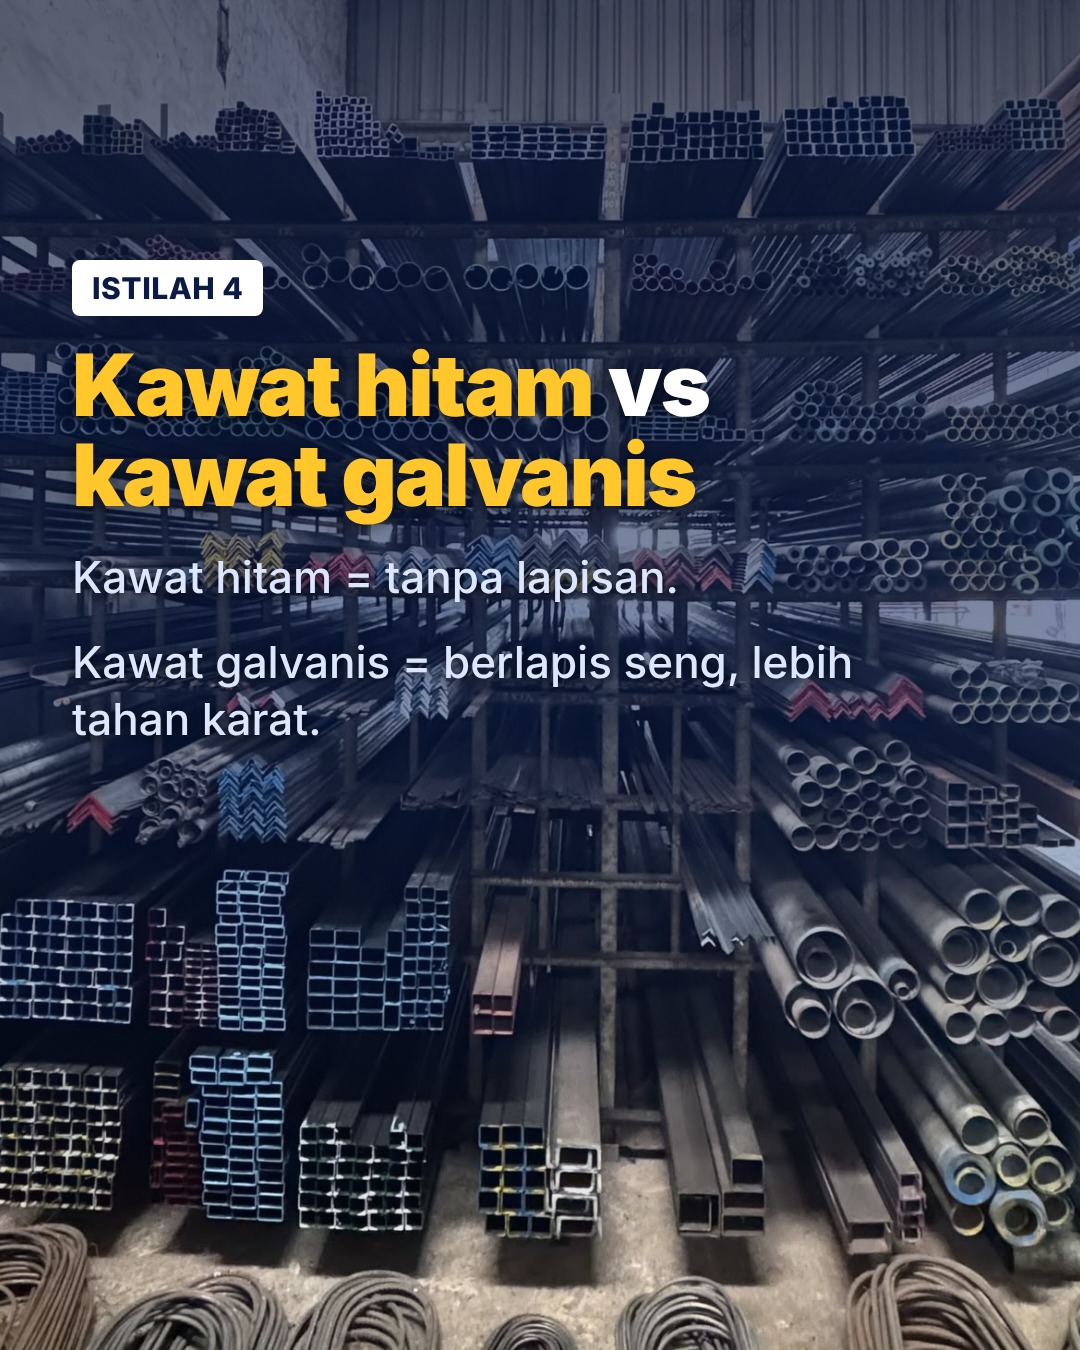 ISTILAH 4
Kawat hitam vs
kawat galvanis
Kawat hitam = tanpa lapisan.
Kawat galvanis = berlapis seng, lebih
tahan karat.